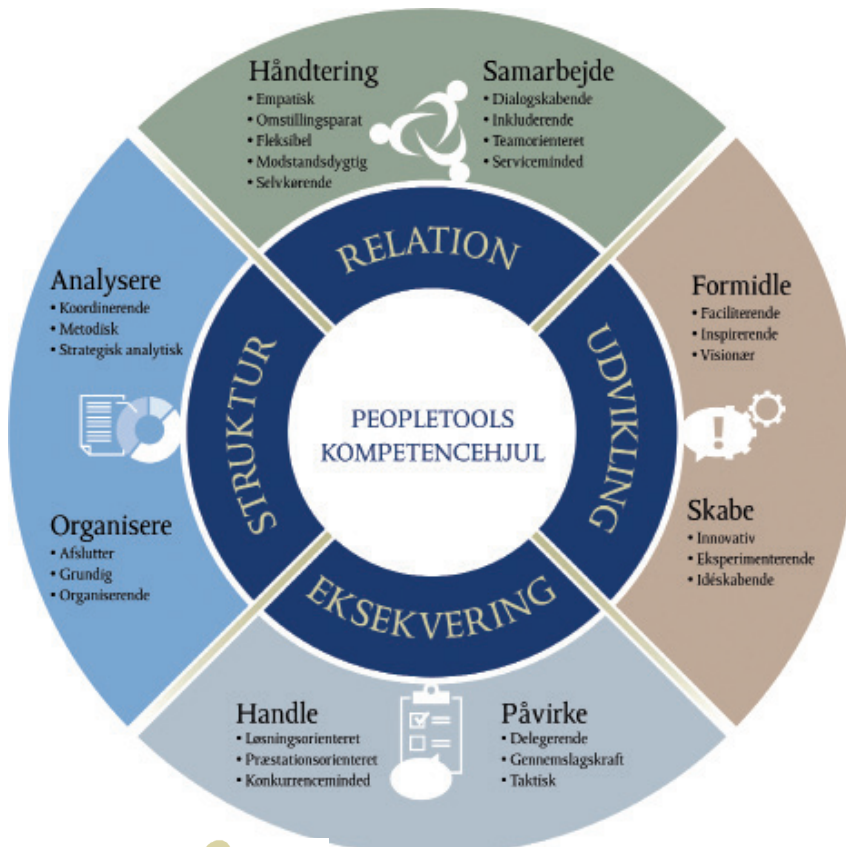 Håndtering
• Empatisk
• Omstillingsparat
• Fleksibel
• Modstandsdygtig
• Selvkørende
Samarbejde
• Dialogskabende
• Inkluderende
• Teamorienteret
• Serviceminded
RELATION
Analysere
• Koordinerende
• Metodisk
• Strategisk analytisk
Organisere
• Afslutter
• Grundig
• Organiserende
STRUKTUR
PEOPLETOOLS
KOMPETENCEHJUL
UDVIKLING
Formidle
• Faciliterende
• Inspirerende
• Visionær
!
Skabe
• Innovativ
• Eksperimenterende
• Idéskabende
EKSEKVERING
Handle
• Løsningsorienteret
• Præstationsorienteret
• Konkurrenceminded
Påvirke
• Delegerende
• Gennemslagskraft
• Taktisk